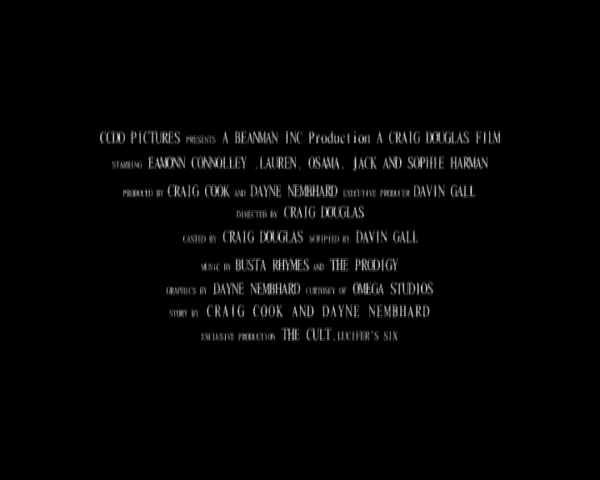 CCDO PICTURES PRESENTS A BEANMAN INC Production A CRAIG DOUGLAS FILM
STARRING EAMONN CONNOLLEY ,LAUREN, OSAMA, JACK AND SOPHIE HARMAN
PRODUCED BY CRAIG COOK AND DAYNE NEMBHARD EXECUTIVE PRODUCER DAVIN GALL
DIRECTED BY CRAIG DOUGLAS
CASTED BY CRAIG DOUGLAS SCRIPTED BY DAVIN GALL
MUSIC BY BUSTA RHYMES AND THE PRODIGY
GRAPHICS BY DAYNE NEMBHARD CURTOSEY OF OMEGA STUDIOS
STORY BY CRAIG COOK AND DAYNE NEMBHARD
EXCLUSIVE PRODUCTION THE CULT,LUCIFER'S SIX